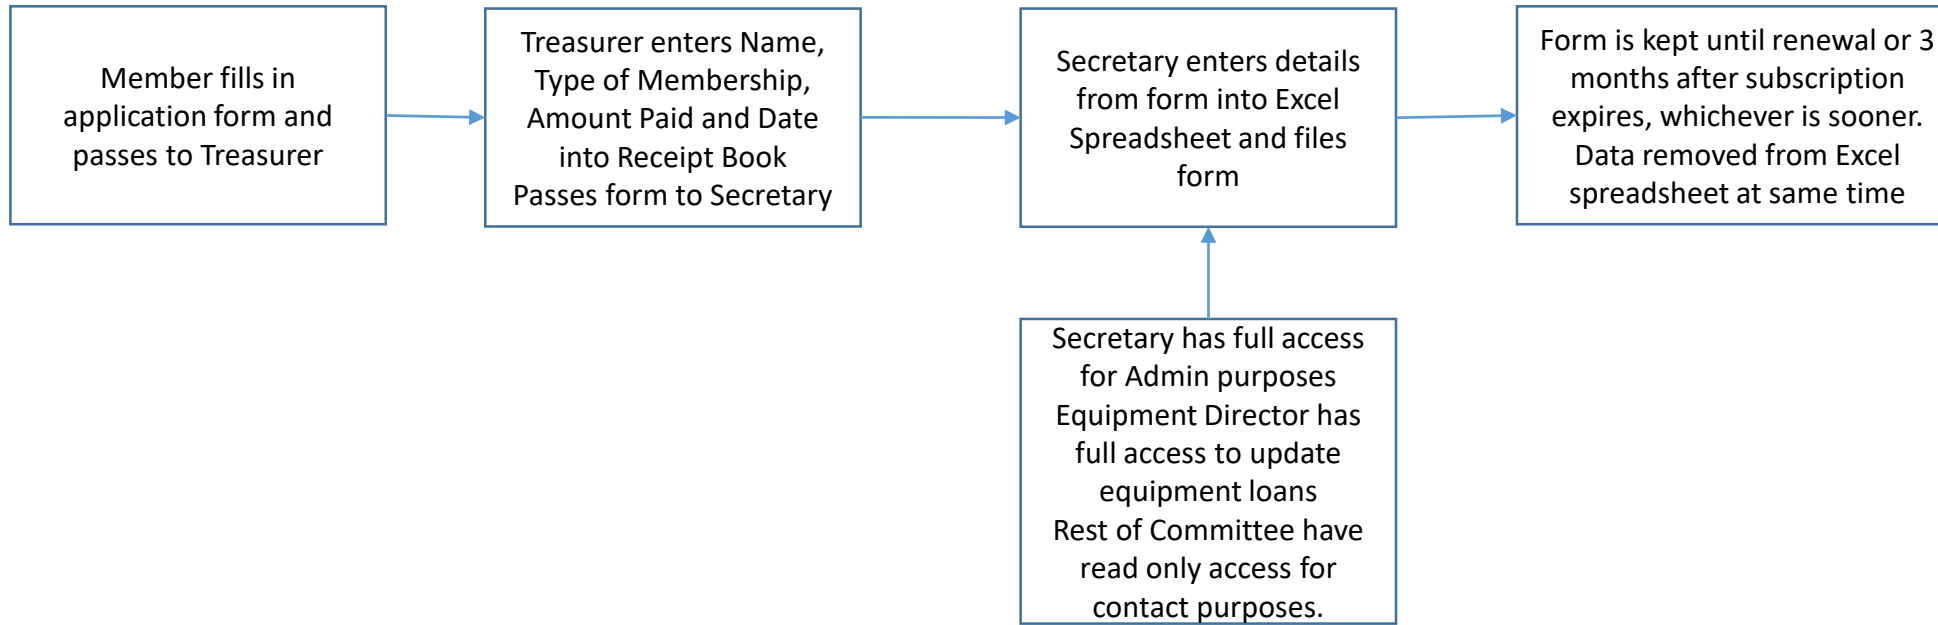 Member fills in
application form and
passes to Treasurer
Treasurer enters Name,
Type of Membership,
Amount Paid and Date
into Receipt Book
Passes form to Secretary
Secretary enters details
from form into Excel
Spreadsheet and files
form
Form is kept until renewal or 3
months after subscription
expires, whichever is sooner.
Data removed from Excel
spreadsheet at same time
Secretary has full access
for Admin purposes
Equipment Director has
full access to update
equipment loans
Rest of Committee have
read only access for
contact purposes.